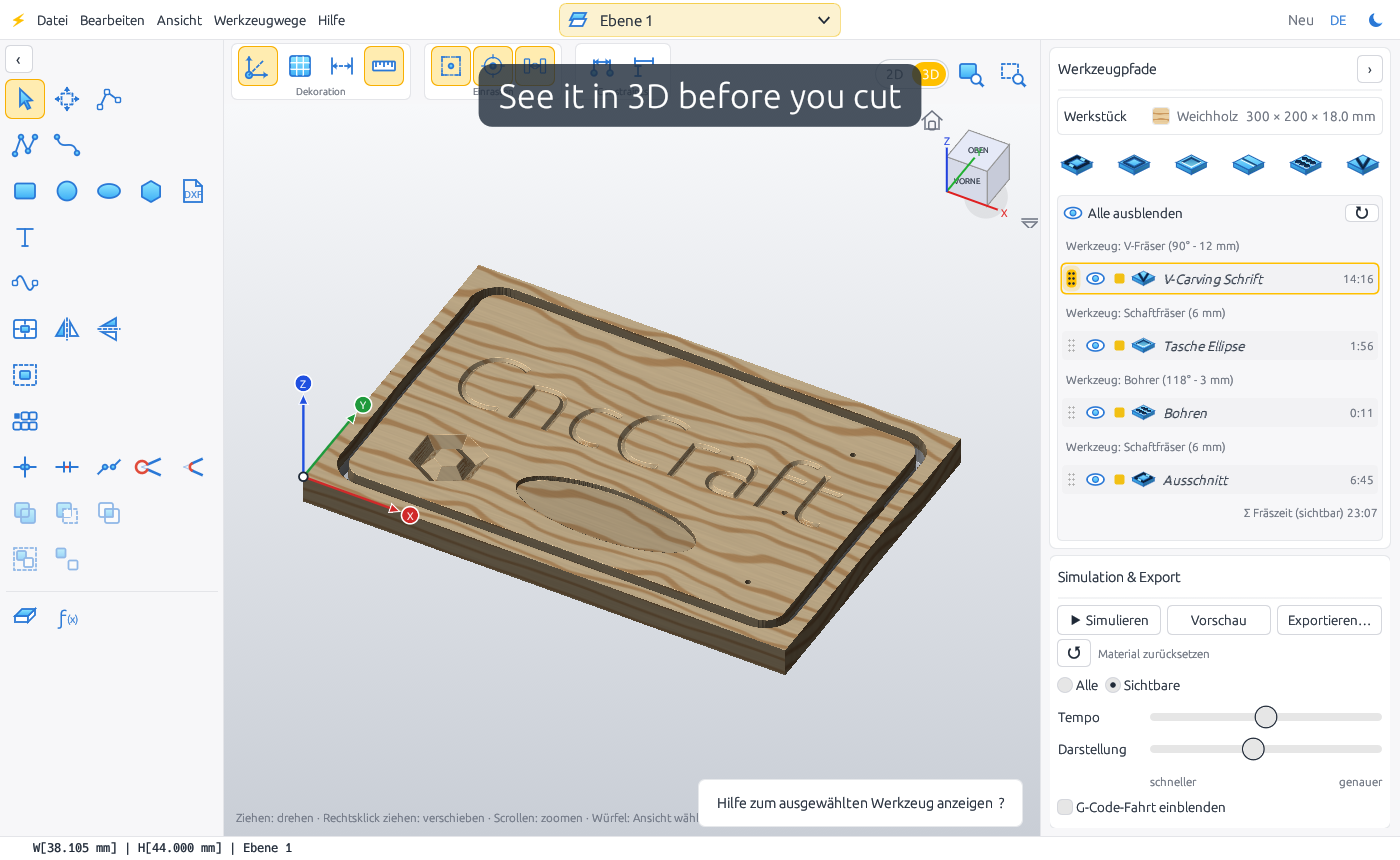 Datei Bearbeiten Ansicht Werkzeugwege Hilfe
Ebene 1
Neu DE
Dekoration
2D 3D
See it in 3D before you cut
DXF
T
f(x)
Z
OBEN
VORNE
X
Z
Y
X
CncCraft
Werkzeugpfade
Werkstück Weichholz 300 × 200 × 18.0 mm
Alle ausblenden
Werkzeug: V-Fräser (90° - 12 mm)
V-Carving Schrift 14:16
Werkzeug: Schaftfräser (6 mm)
Tasche Ellipse 1:56
Werkzeug: Bohrer (118° - 3 mm)
Bohren 0:11
Werkzeug: Schaftfräser (6 mm)
Ausschnitt 6:45
Σ Fräszeit (sichtbar) 23:07
Simulation & Export
Simulieren Vorschau Exportieren...
Material zurücksetzen
Alle Sichtbare
Tempo
Darstellung
schneller genauer
G-Code-Fahrt einblenden
Hilfe zum ausgewählten Werkzeug anzeigen ?
Ziehen: drehen · Rechtsklick ziehen: verschieben · Scrollen: zoomen · Würfel: Ansicht wähl
W[38.105 mm] | H[44.000 mm] | Ebene 1